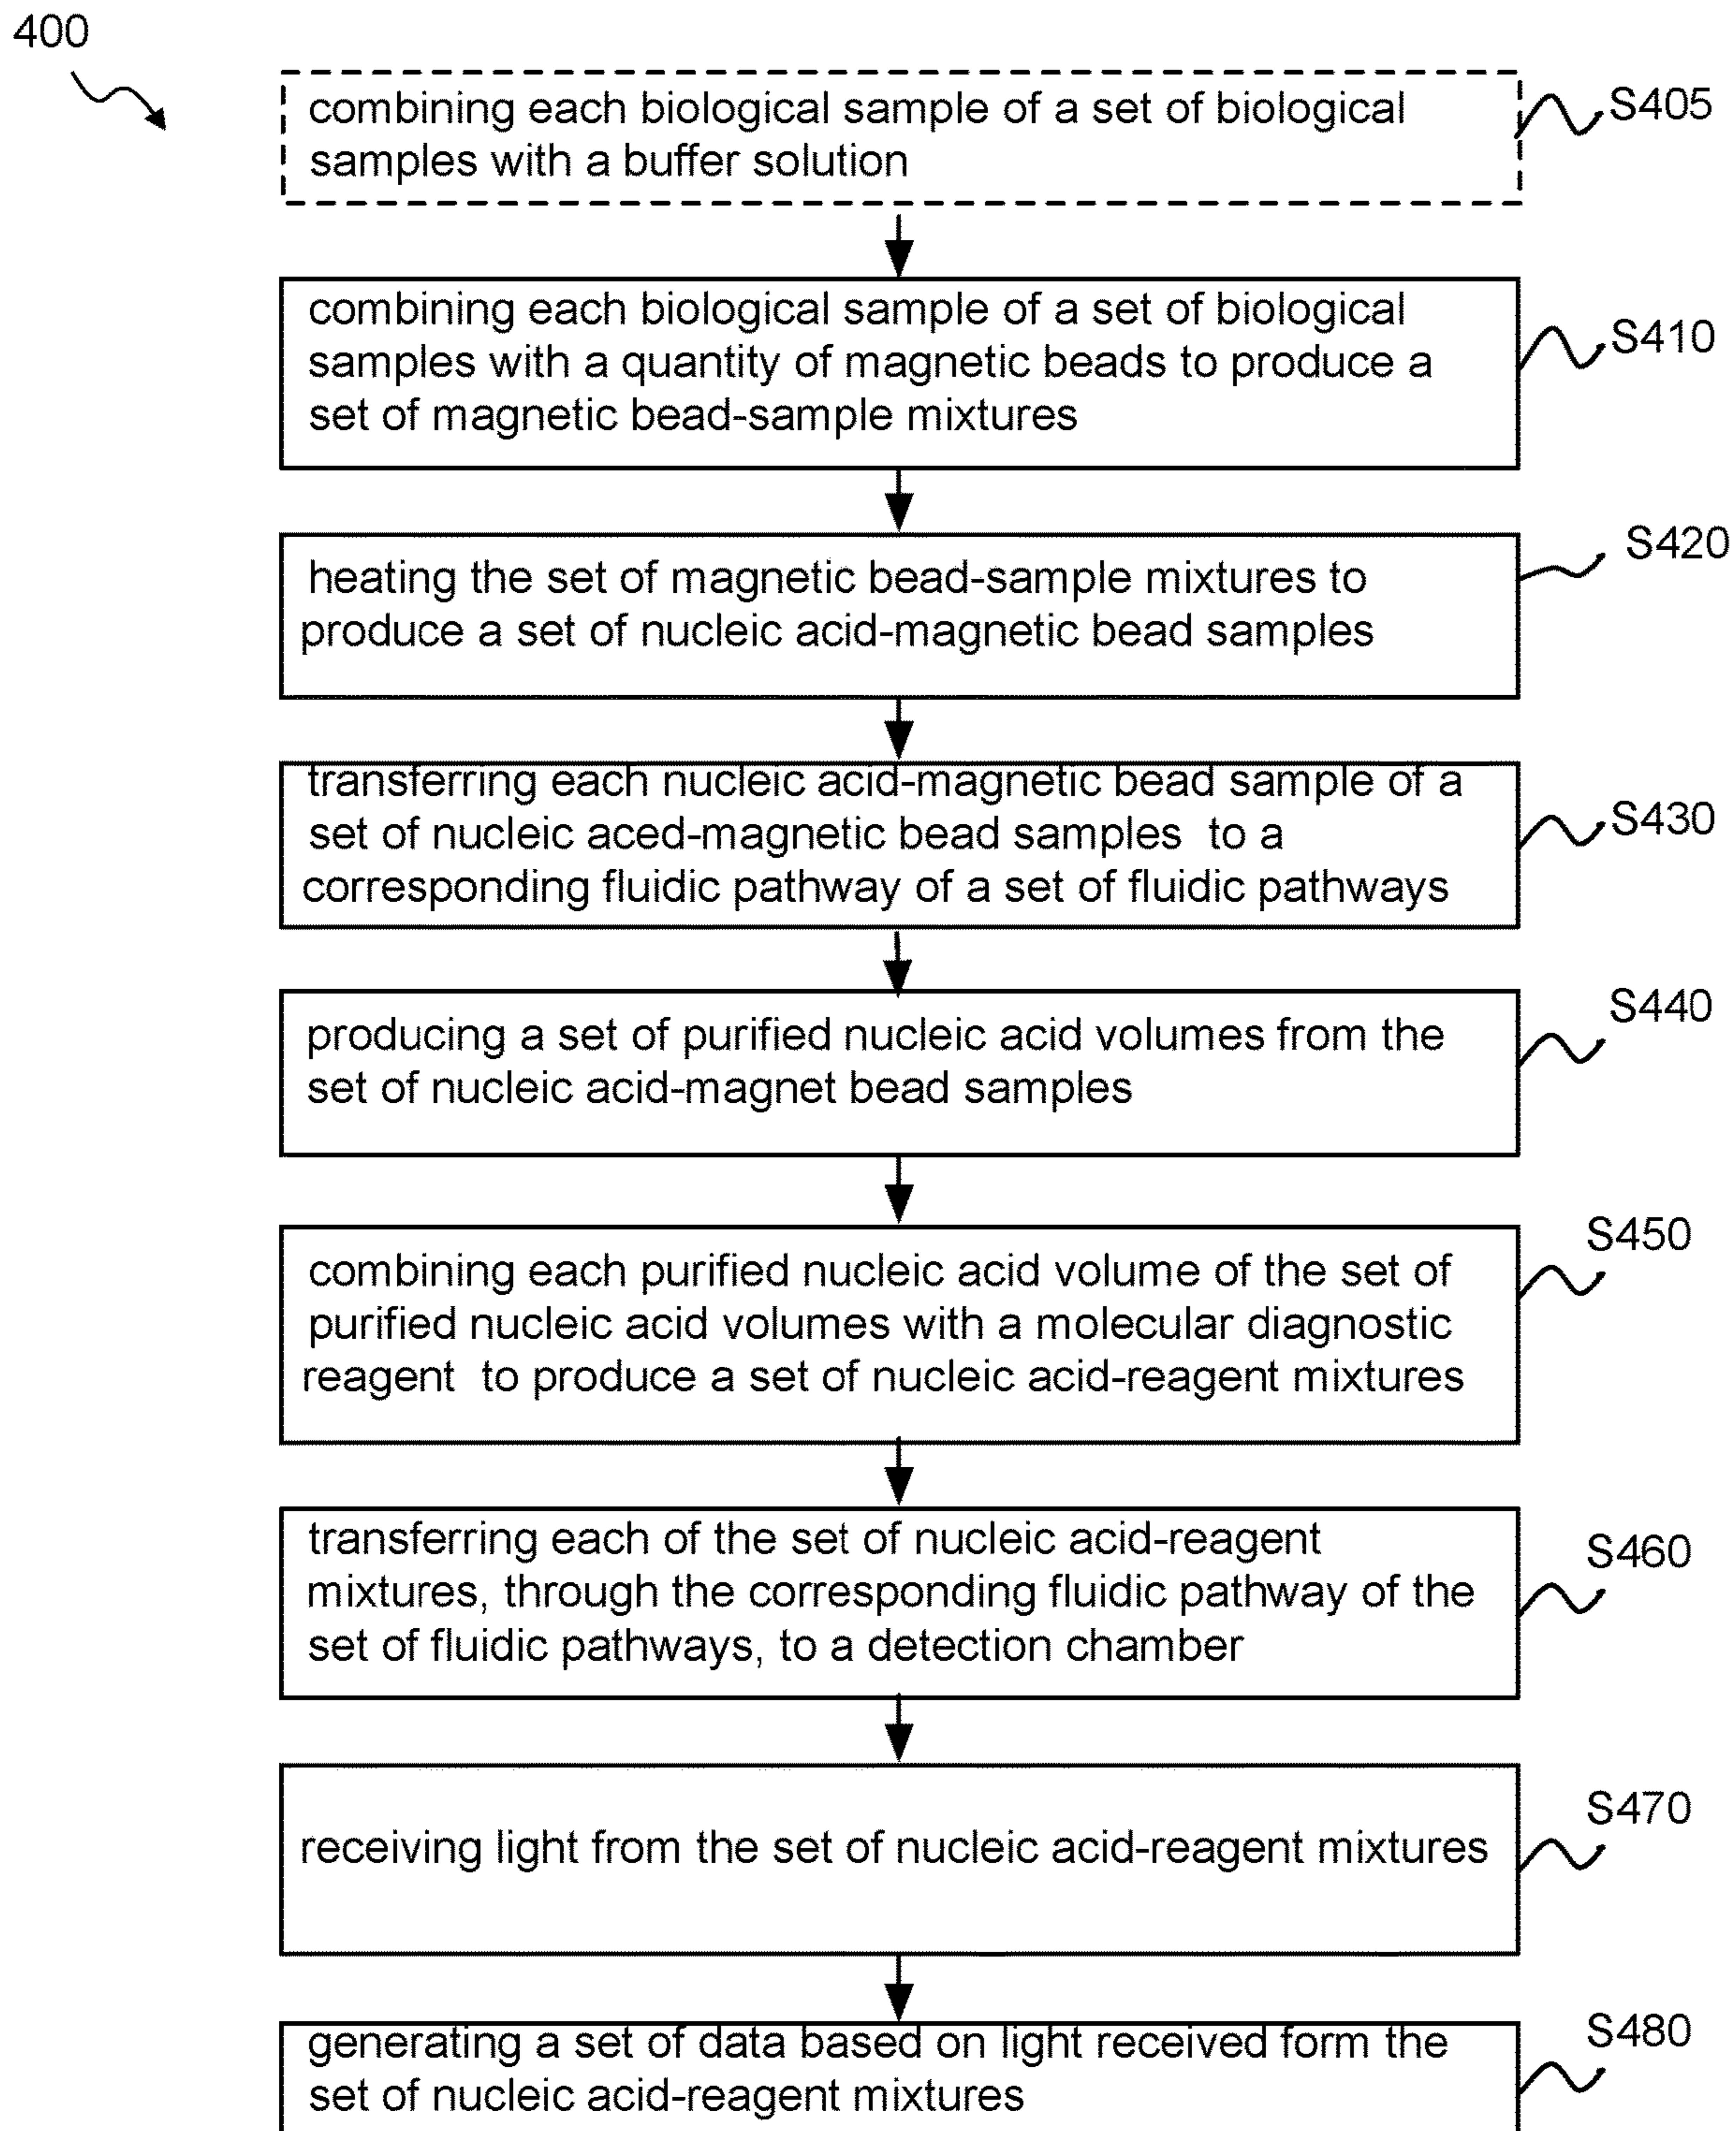 400
combining each biological sample of a set of biological
samples with a buffer solution
S405
combining each biological sample of a set of biological
samples with a quantity of magnetic beads to produce a
set of magnetic bead-sample mixtures
S410
heating the set of magnetic bead-sample mixtures to
produce a set of nucleic acid-magnetic bead samples
S420
transferring each nucleic acid-magnetic bead sample of a
set of nucleic aced-magnetic bead samples to a
corresponding fluidic pathway of a set of fluidic pathways
S430
producing a set of purified nucleic acid volumes from the
set of nucleic acid-magnet bead samples
S440
combining each purified nucleic acid volume of the set of
purified nucleic acid volumes with a molecular diagnostic
reagent to produce a set of nucleic acid-reagent mixtures
S450
transferring each of the set of nucleic acid-reagent
mixtures, through the corresponding fluidic pathway of the
set of fluidic pathways, to a detection chamber
S460
receiving light from the set of nucleic acid-reagent mixtures
S470
generating a set of data based on light received form the
set of nucleic acid-reagent mixtures
S480